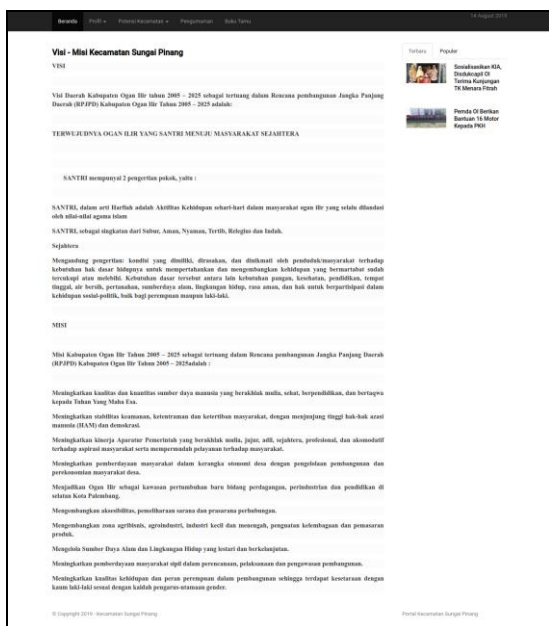 Beranda Profil Potensi Kecamatan Pengumuman Buku Tamu
14 August 2019
Visi - Misi Kecamatan Sungai Pinang
VISI
Visi Daerah Kabupaten Ogan Ilir tahun 2005 – 2025 sebagai tertuang dalam Rencana pembangunan Jangka Panjang
Daerah (RPJPD) Kabupaten Ogan Ilir Tahun 2005 – 2025 adalah:
TERWUJUDNYA OGAN ILIR YANG SANTRI MENUJU MASYARAKAT SEJAHTERA
SANTRI mempunyai 2 pengertian pokok, yaitu :
SANTRI, dalam arti Harfiah adalah Aktifitas Kehidupan sehari-hari dalam masyarakat ogan ilir yang selalu dilandasi
oleh nilai-nilai agama islam
SANTRI, sebagai singkatan dari Subur, Aman, Nyaman, Tertib, Relegius dan Indah.
Sejahtera
Mengandung pengertian: kondisi yang dimiliki, dirasakan, dan dinikmati oleh penduduk/masyarakat terhadap
kebutuhan hak dasar hidupnya untuk mempertahankan dan mengembangkan kehidupan yang bermartabat sudah
tercukupi atau melebihi. Kebutuhan dasar tersebut antara lain kebutuhan pangan, kesehatan, pendidikan, tempat
tinggal, air bersih, pertanahan, sumberdaya alam, lingkungan hidup, rasa aman, dan hak untuk berpartisipasi dalam
kehidupan sosial-politik, baik bagi perempuan maupun laki-laki.
MISI
Misi Kabupaten Ogan Ilir Tahun 2005 – 2025 sebagai tertuang dalam Rencana pembangunan Jangka Panjang Daerah
(RPJPD) Kabupaten Ogan Ilir Tahun 2005 – 2025adalah :
Meningkatkan kualitas dan kuantitas sumber daya manusia yang berakhlak mulia, sehat, berpendidikan, dan bertaqwa
kepada Tuhan Yang Maha Esa.
Meningkatkan stabilitas keamanan, ketentraman dan ketertiban masyarakat, dengan menjunjung tinggi hak-hak azasi
manusia (HAM) dan demokrasi.
Meningkatkan kinerja Aparatur Pemerintah yang berakhlak mulia, jujur, adil, sejahtera, profesional, dan akomodatif
terhadap aspirasi masyarakat serta mempermudah pelayanan terhadap masyarakat.
Meningkatkan pemberdayaan masyarakat dalam kerangka otonomi desa dengan pengelolaan pembangunan dan
perekonomian masyarakat desa.
Menjadikan Ogan Ilir sebagai kawasan pertumbuhan baru bidang perdagangan, perindustrian dan pendidikan di
selatan Kota Palembang.
Mengembangkan aksesibilitas, pemeliharaan sarana dan prasarana perhubungan.
Mengembangkan zona agribisnis, agroindustri, industri kecil dan menengah, penguatan kelembagaan dan pemasaran
produk.
Mengelola Sumber Daya Alam dan Lingkungan Hidup yang lestari dan berkelanjutan.
Meningkatkan pemberdayaan masyarakat sipil dalam perencanaan, pelaksanaan dan pengawasan pembangunan.
Meningkatkan kualitas kehidupan dan peran perempuan dalam pembangunan sehingga terdapat kesetaraan dengan
kaum laki-laki sesuai dengan kaidah pengarus-utamaan gender.
Terbaru Populer
Sosialisasikan KIA,
Disdukcapil OI
Terima Kunjungan
TK Menara Fitrah
Pemda OI Berikan
Bantuan 16 Motor
Kepada PKH
© Copyright 2019 - Kecamatan Sungai Pinang
Portal Kecamatan Sungai Pinang